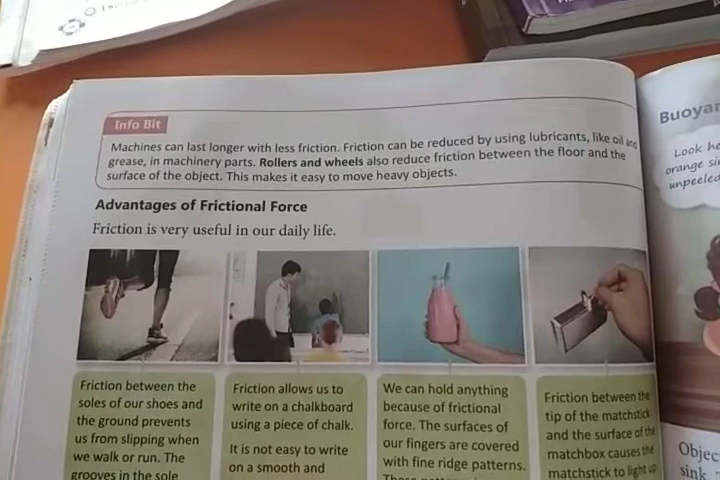 Info Bit
Machines can last longer with less friction. Friction can be reduced by using lubricants, like oil and
grease, in machinery parts. Rollers and wheels also reduce friction between the floor and the
surface of the object. This makes it easy to move heavy objects.
Advantages of Frictional Force
Friction is very useful in our daily life.
Friction between the
soles of our shoes and
the ground prevents
us from slipping when
we walk or run. The
grooves in the sole
Friction allows us to
write on a chalkboard
using a piece of chalk.
It is not easy to write
on a smooth and
We can hold anything
because of frictional
force. The surfaces of
our fingers are covered
with fine ridge patterns.
Friction between the
tip of the matchstick
and the surface of the
matchbox causes the
matchstick to light up
Look
orange
unpeeled
sink